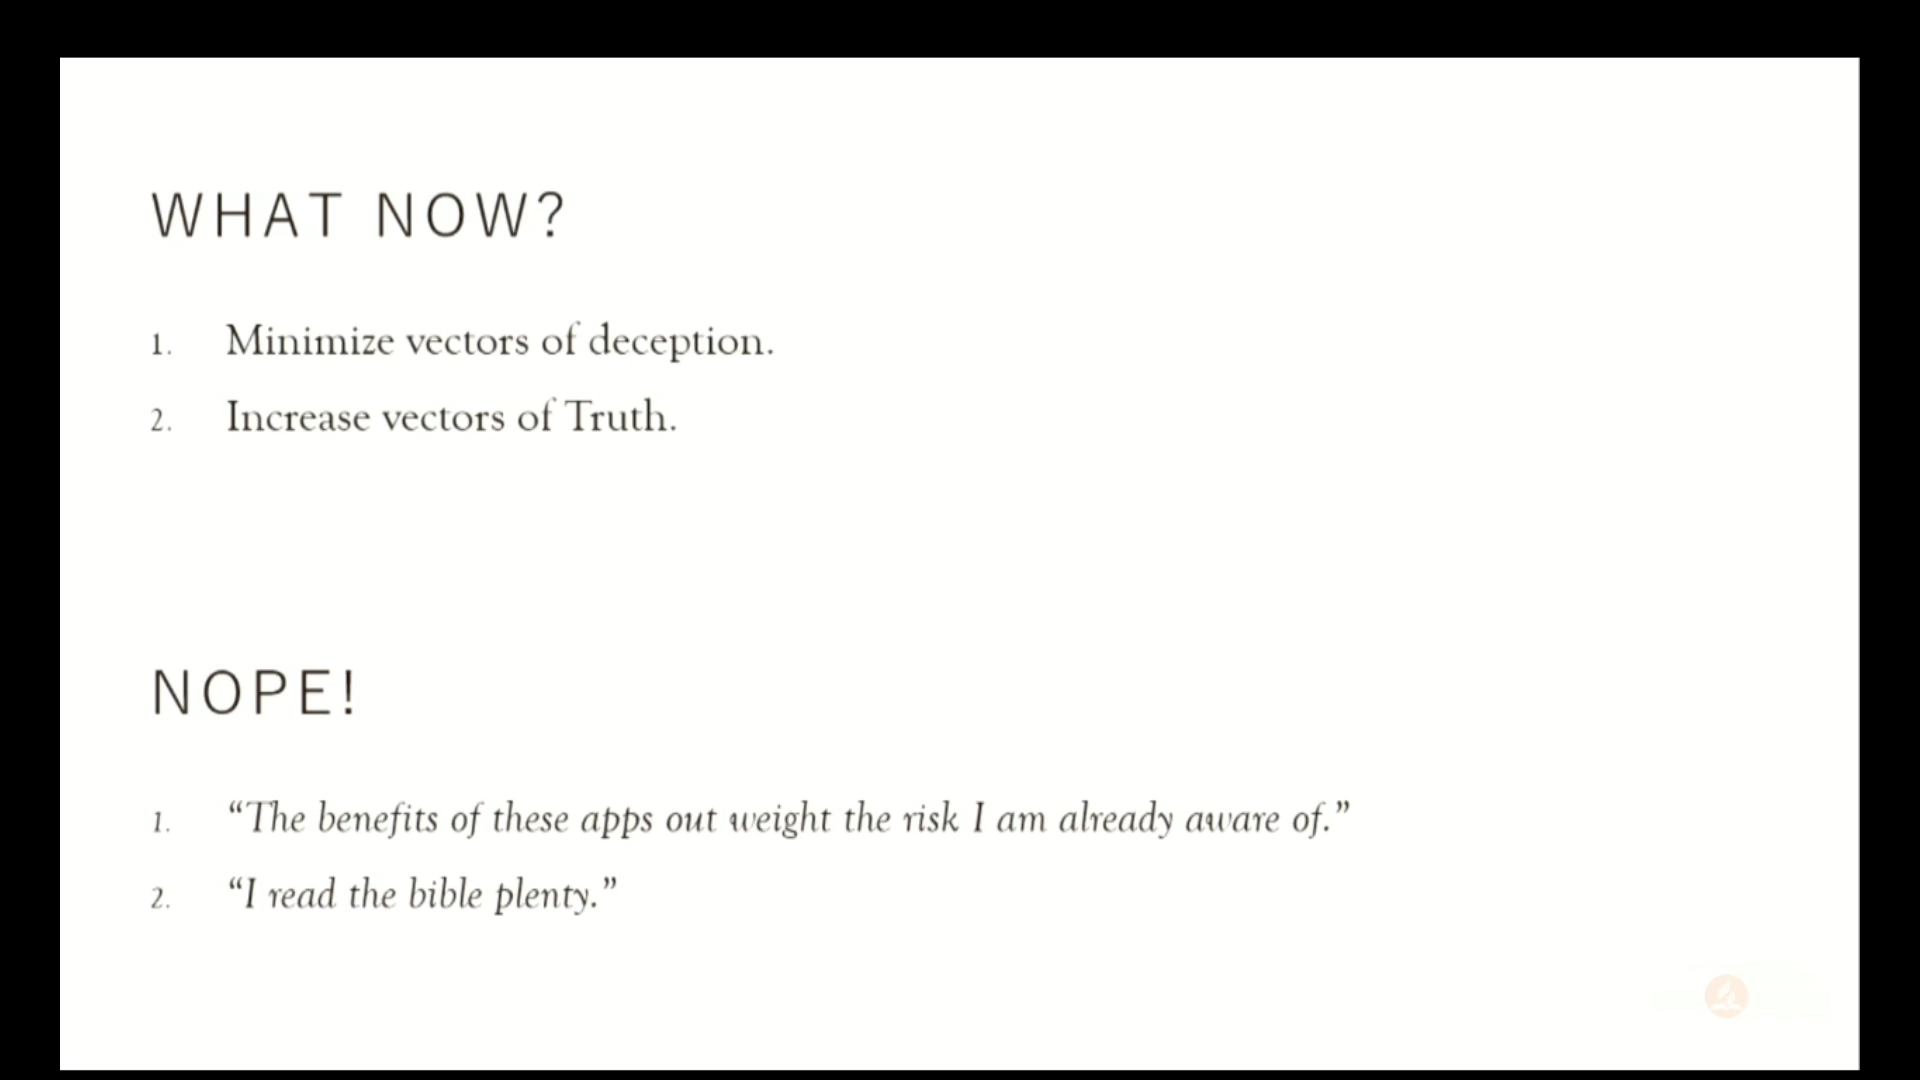 WHAT NOW?
1. Minimize vectors of deception.
2. Increase vectors of Truth.
NOPE!
1. “The benefits of these apps out weight the risk I am already aware of.”
2. “I read the bible plenty.”